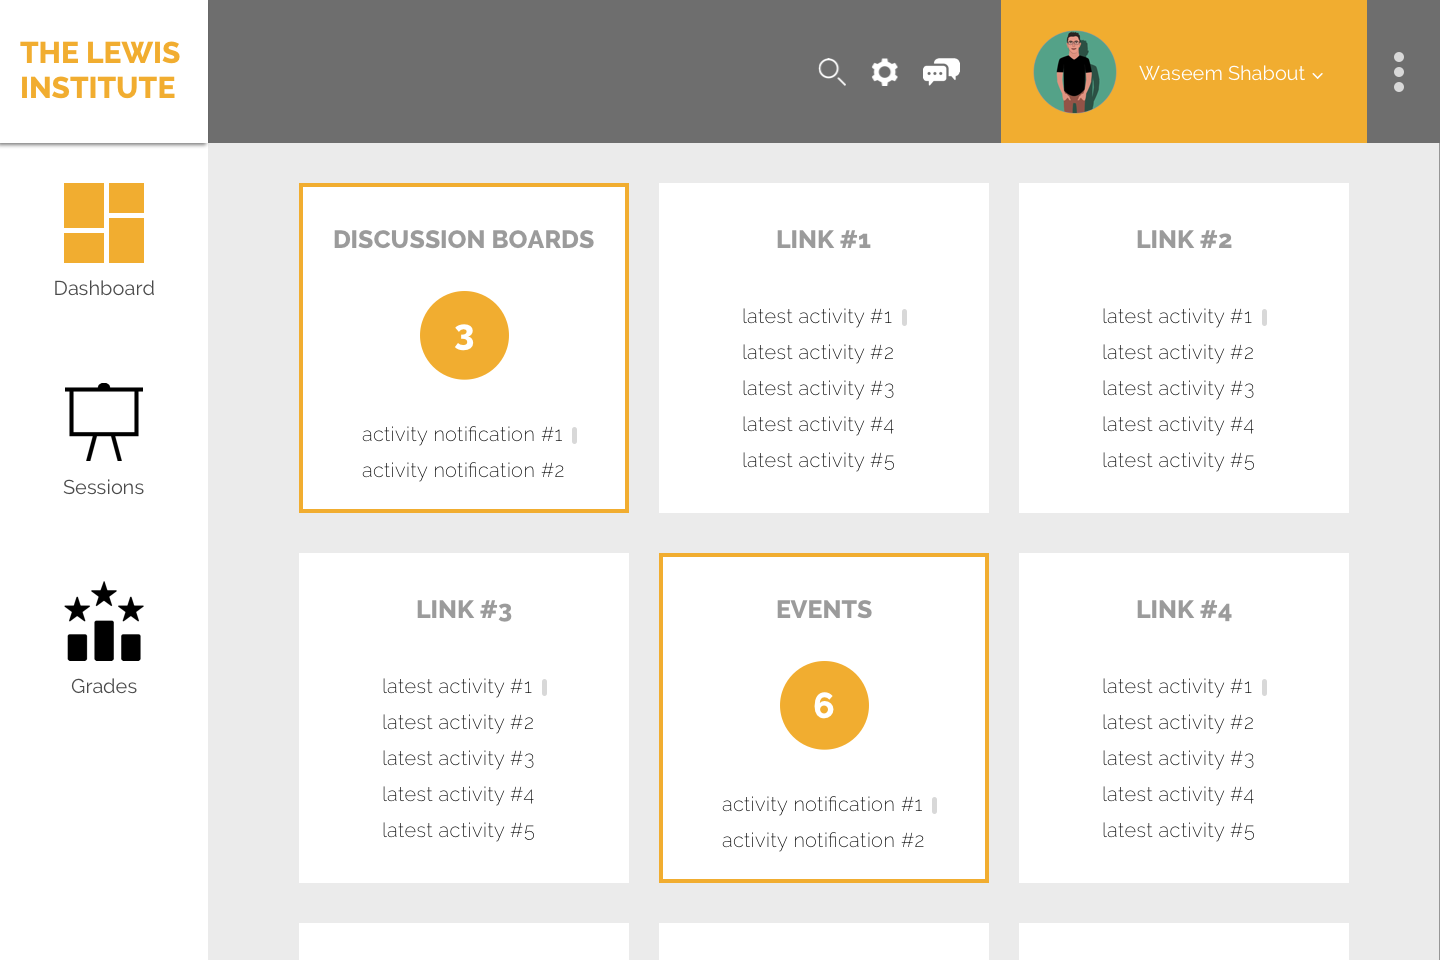 THE LEWIS
INSTITUTE
Waseem Shabout
Dashboard
Sessions
Grades
DISCUSSION BOARDS
3
activity notification #1
activity notification #2
LINK #1
latest activity #1
latest activity #2
latest activity #3
latest activity #4
latest activity #5
LINK #2
latest activity #1
latest activity #2
latest activity #3
latest activity #4
latest activity #5
LINK #3
latest activity #1
latest activity #2
latest activity #3
latest activity #4
latest activity #5
EVENTS
6
activity notification #1
activity notification #2
LINK #4
latest activity #1
latest activity #2
latest activity #3
latest activity #4
latest activity #5